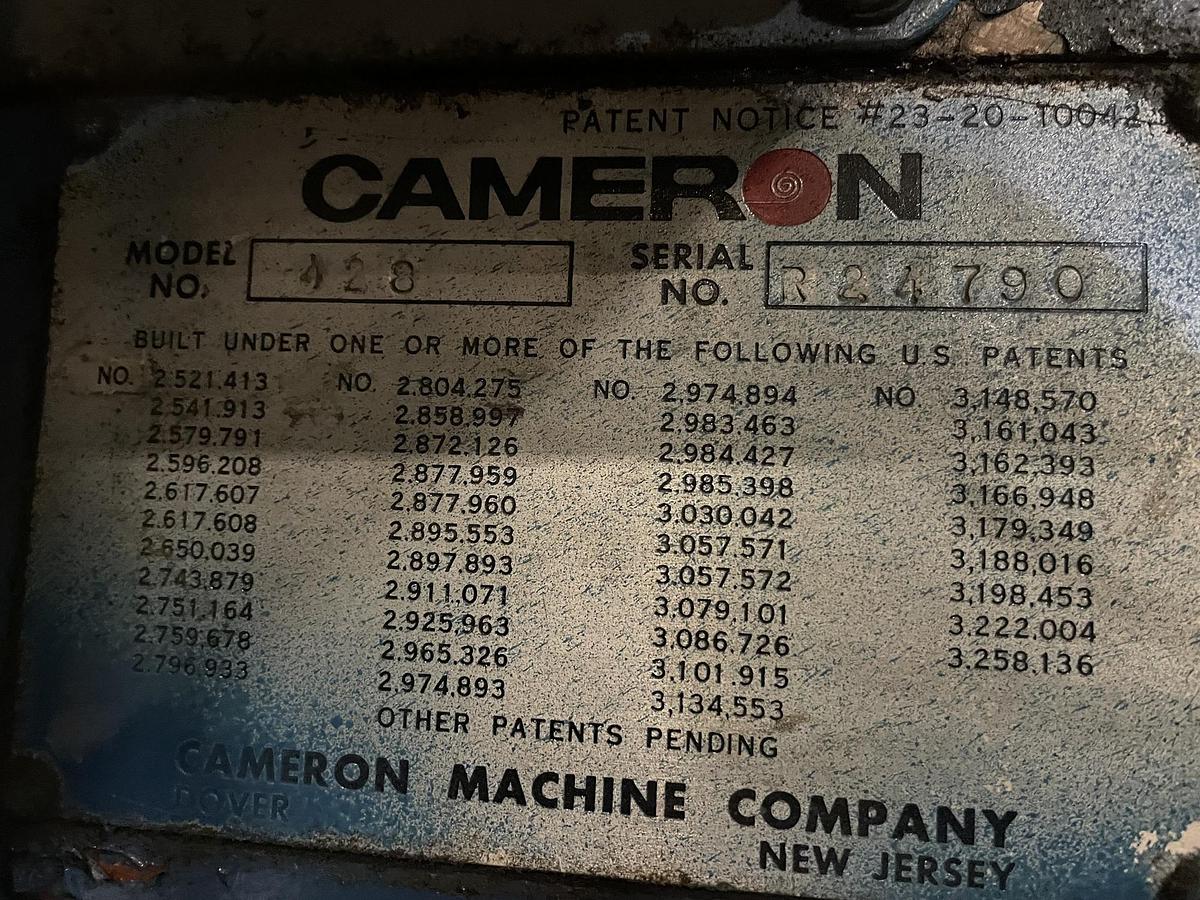 PATENT NOTICE #23-20-T0042
CAMERON
MODEL NO. 428 SERIAL NO. R24790
BUILT UNDER ONE OR MORE OF THE FOLLOWING U.S. PATENTS
NO. 2.521.413 NO. 2.804.275 NO. 2.974.894 NO. 3,148,570
2.541.913 2.858.997 2.983.463 3,161,043
2.579.791 2.872.126 2.984.427 3,162,393
2.596.208 2.877.959 2.985.398 3,166,948
2.617.607 2.877.960 3.030.042 3,179,349
2.617.608 2.895.553 3.057.571 3,188,016
2.650.039 2.897.893 3.057.572 3,198,453
2.743.879 2.911.071 3,079,101 3.222.004
2.751.164 2.925.963 3,086,726 3.258.136
2.759.678 2.965.326 3,101,915
2.796.933 2.974.893 3,134,553
OTHER PATENTS PENDING
CAMERON MACHINE COMPANY
DOVER NEW JERSEY